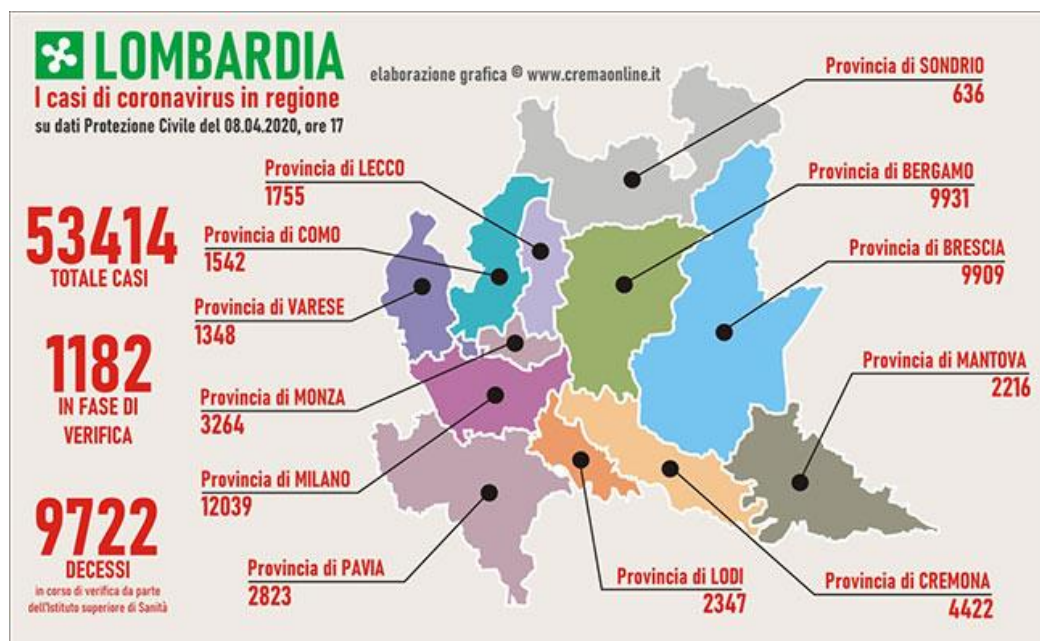 LOMBARDIA
I casi di coronavirus in regione
su dati Protezione Civile del 08.04.2020, ore 17
elaborazione grafica © www.cremaonline.it
53414
TOTALE CASI
1182
IN FASE DI
VERIFICA
9722
DECESSI
in corso di verifica da parte
dell'Istituto superiore di Sanità
Provincia di LECCO
1755
Provincia di COMO
1542
Provincia di VARESE
1348
Provincia di MONZA
3264
Provincia di MILANO
12039
Provincia di PAVIA
2823
Provincia di SONDRIO
636
Provincia di BERGAMO
9931
Provincia di BRESCIA
9909
Provincia di MANTOVA
2216
Provincia di LODI
2347
Provincia di CREMONA
4422